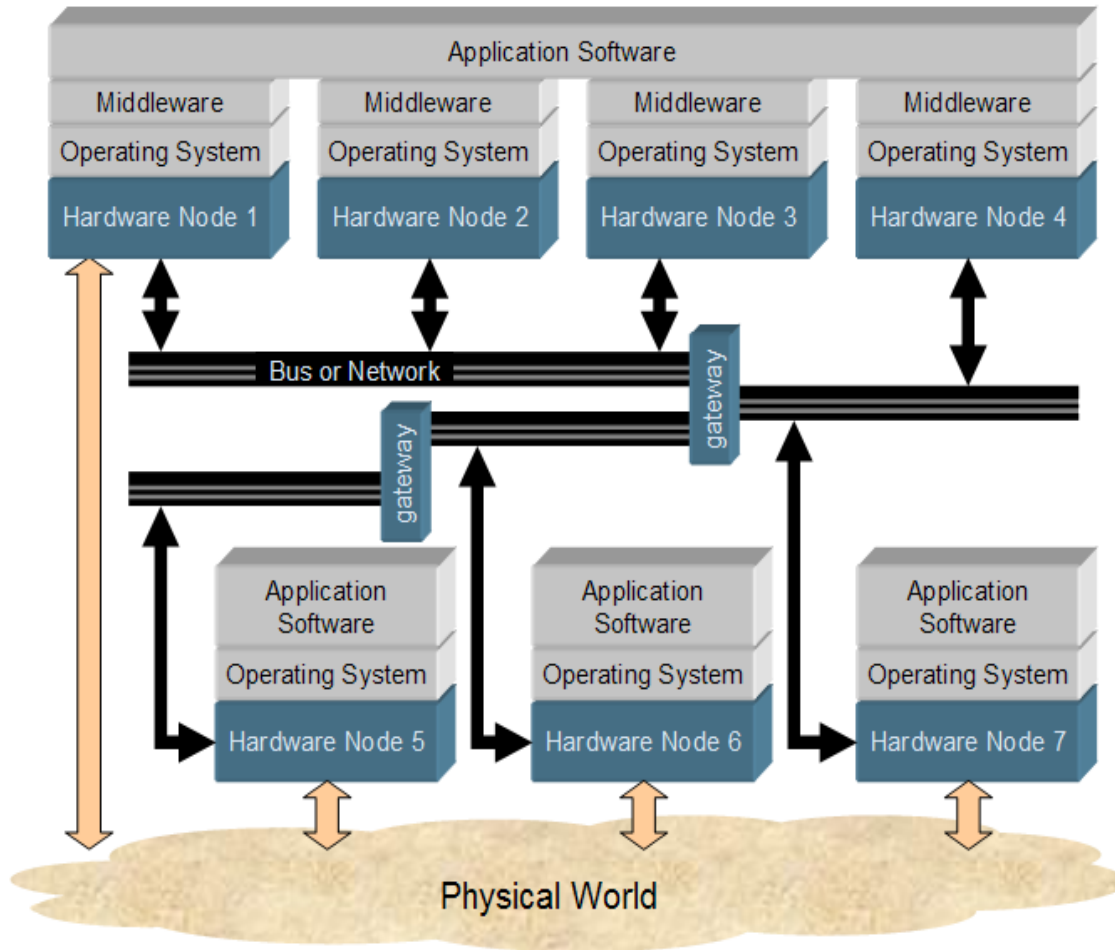 Application Software
Middleware
Middleware
Middleware
Middleware
Operating System
Operating System
Operating System
Operating System
Hardware Node 1
Hardware Node 2
Hardware Node 3
Hardware Node 4
Bus or Network
gateway
gateway
Application
Software
Application
Software
Application
Software
Operating System
Operating System
Operating System
Hardware Node 5
Hardware Node 6
Hardware Node 7
Physical World